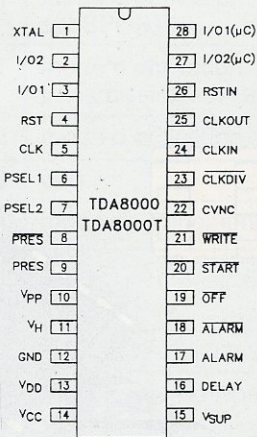 XTAL 1 28 I/O1(μC)
I/O2 2 27 I/O2(μC)
I/O1 3 26 RSTIN
RST 4 25 CLKOUT
CLK 5 24 CLKIN
PSEL1 6 23 CLKDIV
PSEL2 7 TDA8000 22 CVNC
TDA8000T
PRES 8 21 WRITE
PRES 9 20 START
VPP 10 19 OFF
VH 11 18 ALARM
GND 12 17 ALARM
VDD 13 16 DELAY
VCC 14 15 VSUP